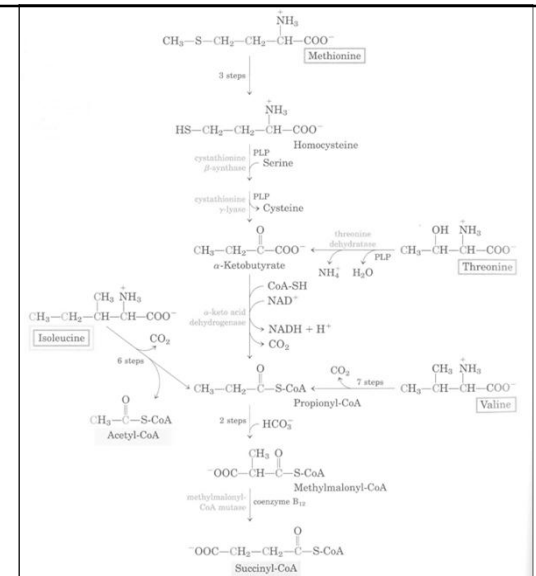 ⁺NH₃
CH₃—S—CH₂—CH₂—CH—COO⁻
Methionine
3 steps
⁺NH₃
HS—CH₂—CH₂—CH—COO⁻
Homocysteine
cystathionine
β-synthase
PLP
Serine
cystathionine
γ-lyase
PLP
Cysteine
O
CH₃—CH₂—C—COO⁻
α-Ketobutyrate
threonine
dehydratase
PLP
NH₄⁺
H₂O
OH ⁺NH₃
CH₃—CH—CH—COO⁻
Threonine
CoA-SH
NAD⁺
α-keto acid
dehydrogenase
NADH + H⁺
CO₂
CH₃ ⁺NH₃
CH₃—CH₂—CH—CH—COO⁻
Isoleucine
CO₂
6 steps
O
CH₃—C—S-CoA
Acetyl-CoA
O
CH₃—CH₂—C—S-CoA
Propionyl-CoA
CO₂
7 steps
CH₃ ⁺NH₃
CH₃—CH—CH—COO⁻
Valine
2 steps
HCO₃⁻
CH₃ O
⁻OOC—CH—C—S-CoA
Methylmalonyl-CoA
methylmalonyl-
CoA mutase
coenzyme B₁₂
O
⁻OOC—CH₂—CH₂—C—S-CoA
Succinyl-CoA